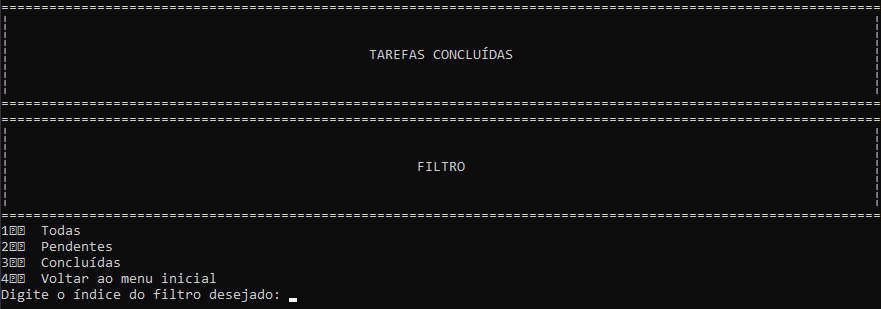 ==============================================================================================================
TAREFAS CONCLUÍDAS
==============================================================================================================
==============================================================================================================
FILTRO
==============================================================================================================
1⍰⍰  Todas
2⍰⍰  Pendentes
3⍰⍰  Concluídas
4⍰⍰  Voltar ao menu inicial
Digite o índice do filtro desejado: